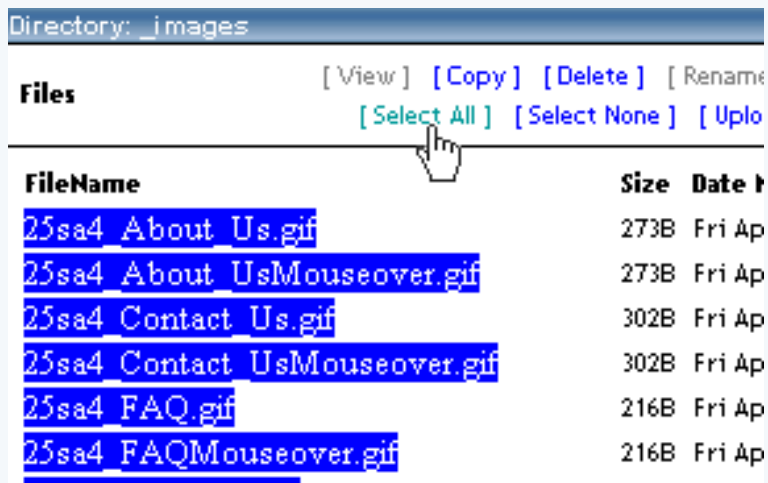 Directory: _images
Files
[ View ] [ Copy ] [ Delete ] [ Rename
[ Select All ] [ Select None ] [ Uplo
FileName Size Date
25sa4_About_Us.gif 273B Fri Ap
25sa4_About_UsMouseover.gif 273B Fri Ap
25sa4_Contact_Us.gif 302B Fri Ap
25sa4_Contact_UsMouseover.gif 302B Fri Ap
25sa4_FAQ.gif 216B Fri Ap
25sa4_FAQMouseover.gif 216B Fri Ap